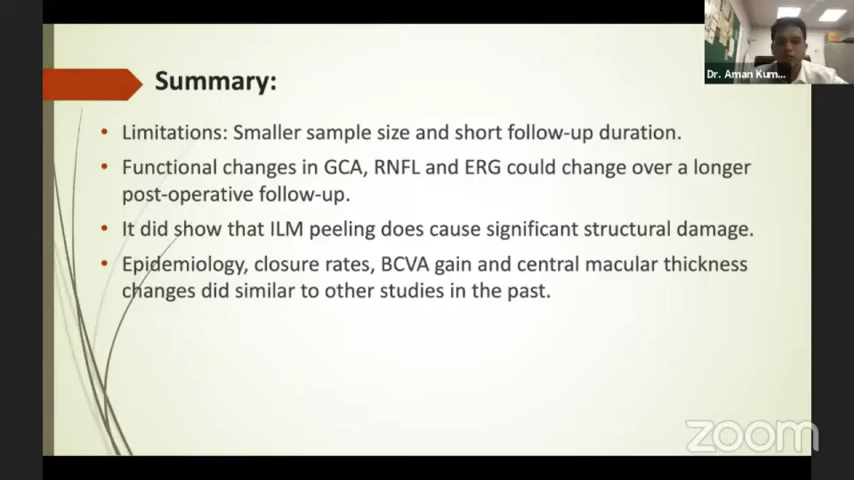 Dr. Aman Kum...
Summary:
• Limitations: Smaller sample size and short follow-up duration.
• Functional changes in GCA, RNFL and ERG could change over a longer
post-operative follow-up.
• It did show that ILM peeling does cause significant structural damage.
• Epidemiology, closure rates, BCVA gain and central macular thickness
changes did similar to other studies in the past.
zoom